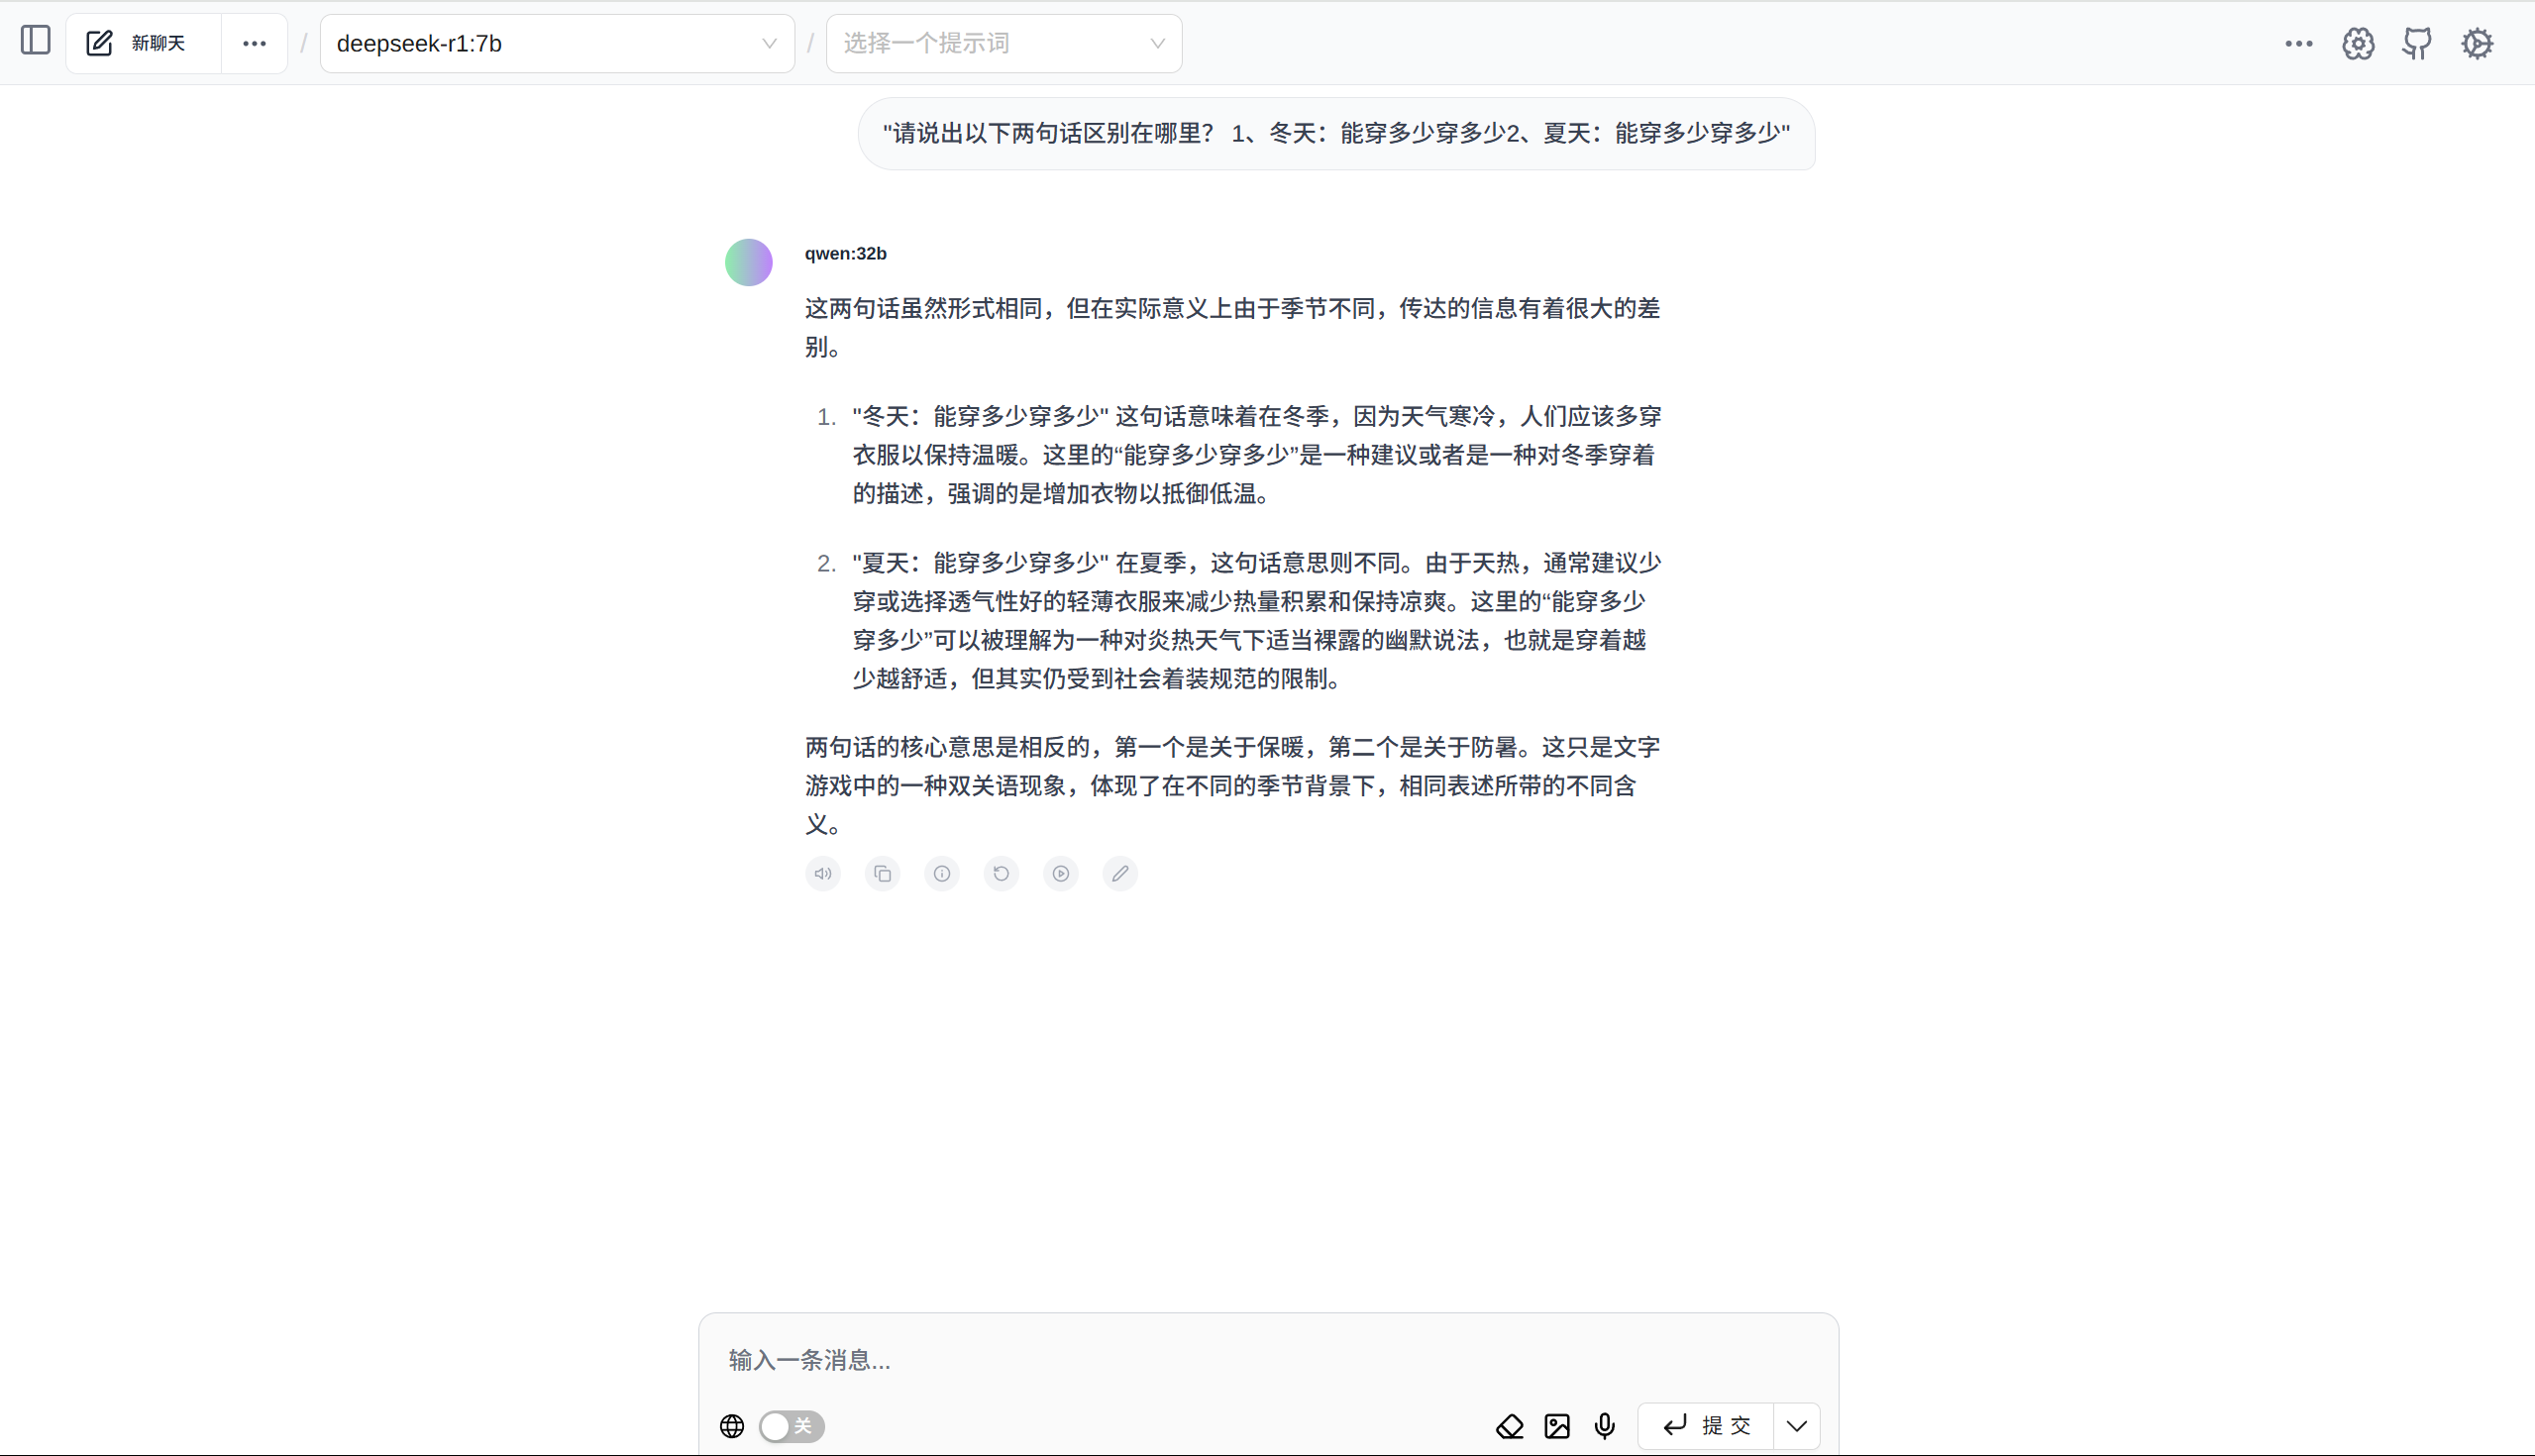 新聊天 / deepseek-r1:7b / 选择一个提示词
"请说出以下两句话区别在哪里？ 1、冬天：能穿多少穿多少2、夏天：能穿多少穿多少"
qwen:32b
这两句话虽然形式相同，但在实际意义上由于季节不同，传达的信息有着很大的差
别。
1. "冬天：能穿多少穿多少" 这句话意味着在冬季，因为天气寒冷，人们应该多穿
衣服以保持温暖。这里的“能穿多少穿多少”是一种建议或者是一种对冬季穿着
的描述，强调的是增加衣物以抵御低温。
2. "夏天：能穿多少穿多少" 在夏季，这句话意思则不同。由于天热，通常建议少
穿或选择透气性好的轻薄衣服来减少热量积累和保持凉爽。这里的“能穿多少
穿多少”可以被理解为一种对炎热天气下适当裸露的幽默说法，也就是穿着越
少越舒适，但其实仍受到社会着装规范的限制。
两句话的核心意思是相反的，第一个是关于保暖，第二个是关于防暑。这只是文字
游戏中的一种双关语现象，体现了在不同的季节背景下，相同表述所带的不同含
义。
输入一条消息...
关 提 交